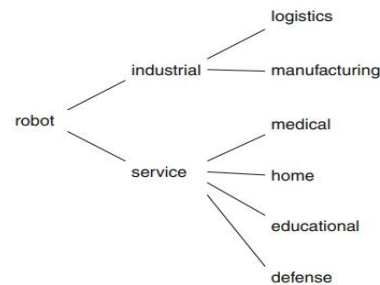 logistics
industrial
manufacturing
robot
medical
service
home
educational
defense